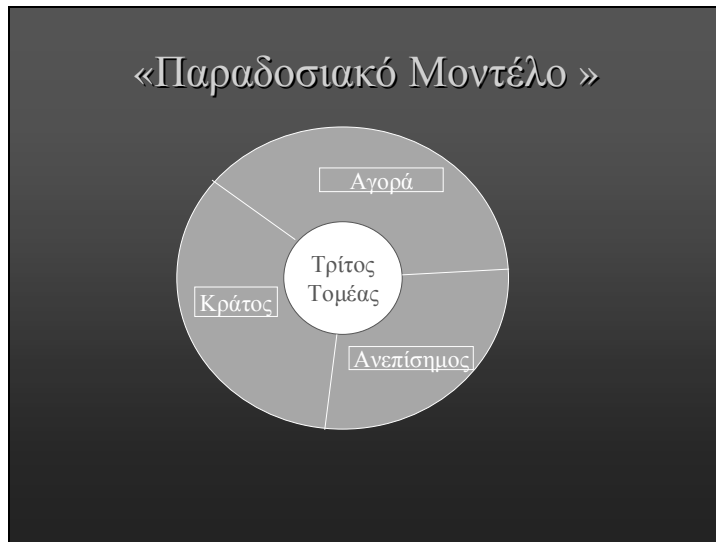 «Παραδοσιακό Μοντέλο »
Αγορά
Τρίτος
Τομέας
Κράτος
Ανεπίσημος